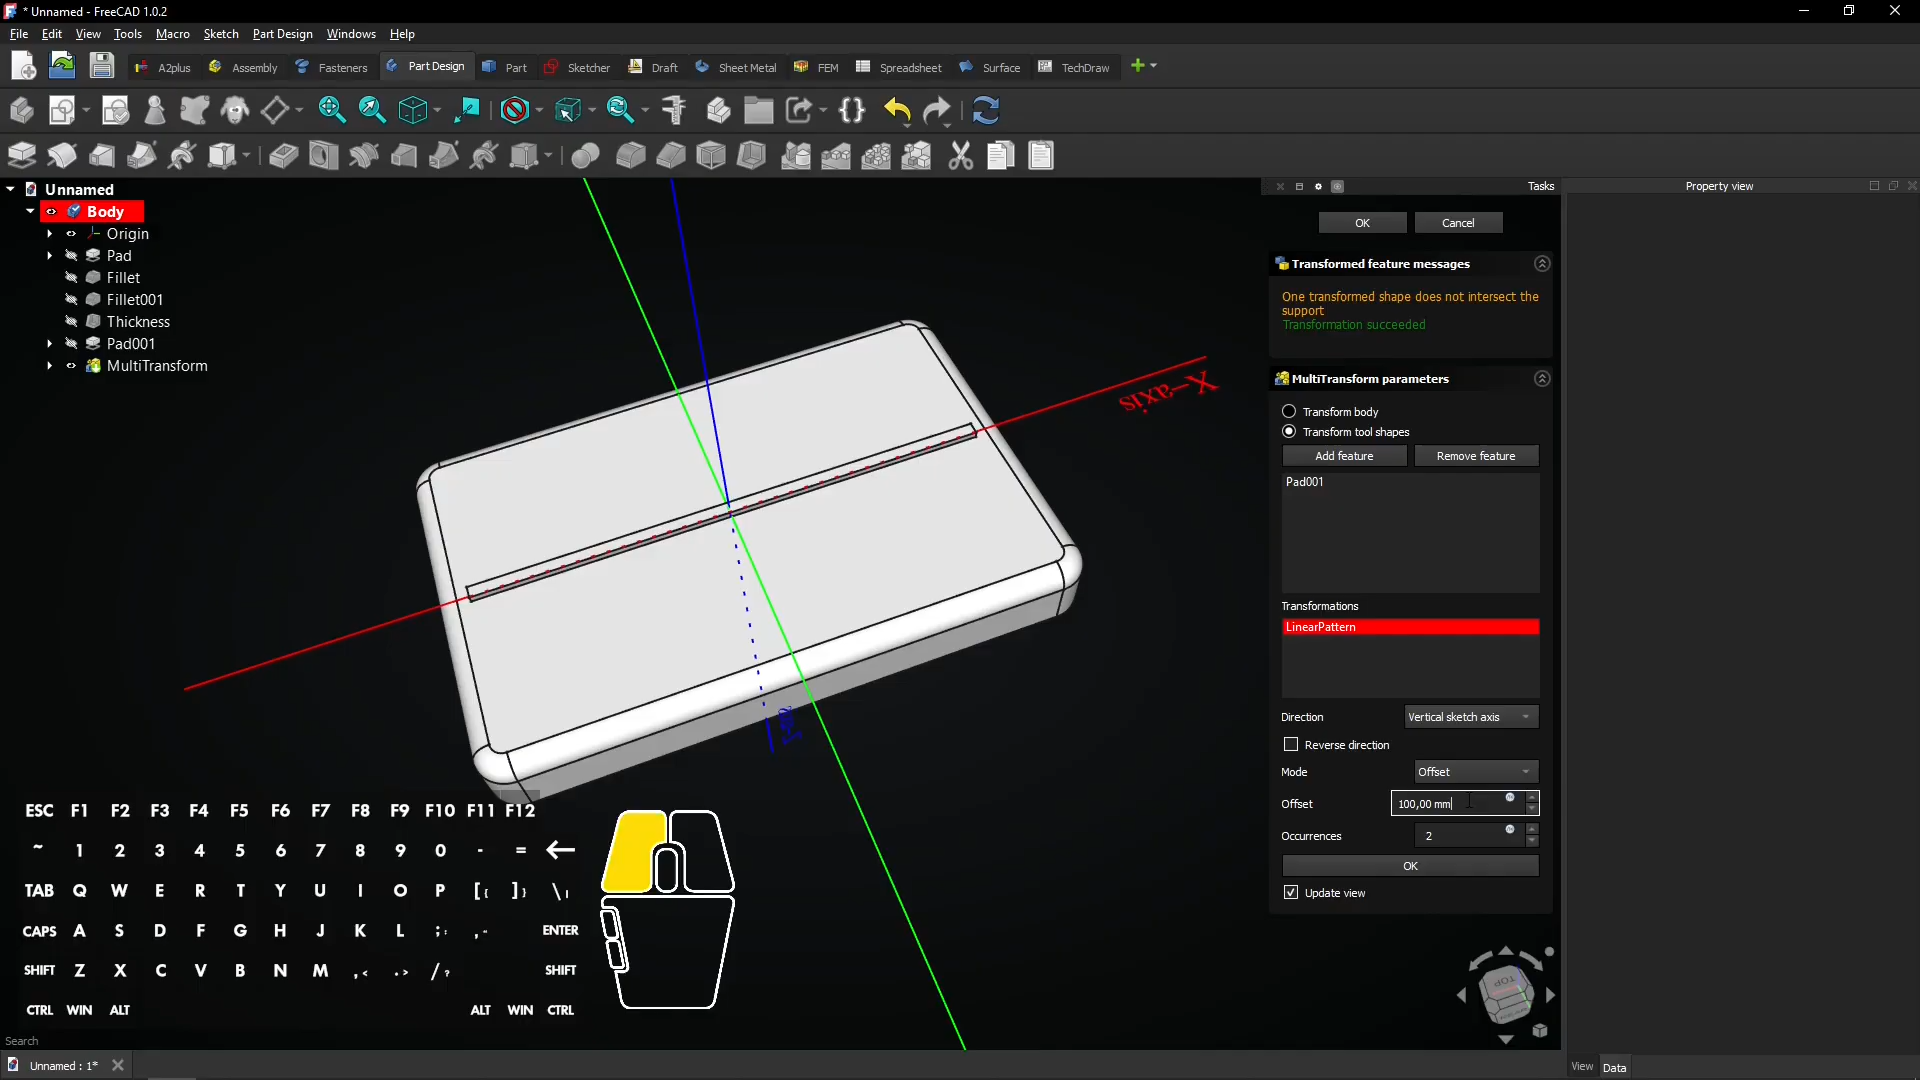 * Unnamed - FreeCAD 1.0.2
File Edit View Tools Macro Sketch Part Design Windows Help
A2plus Assembly Fasteners Part Design Part Sketcher Draft Sheet Metal FEM Spreadsheet Surface TechDraw
Unnamed
Body
Origin
Pad
Fillet
Fillet001
Thickness
Pad001
MultiTransform
X-axis
Tasks
Property view
OK Cancel
Transformed feature messages
One transformed shape does not intersect the
support
Transformation succeeded
MultiTransform parameters
Transform body
Transform tool shapes
Add feature Remove feature
Pad001
Transformations
LinearPattern
Direction Vertical sketch axis
Reverse direction
Mode Offset
Offset 100,00 mm
Occurrences 2
OK
Update view
TOP
ESC F1 F2 F3 F4 F5 F6 F7 F8 F9 F10 F11 F12
~ 1 2 3 4 5 6 7 8 9 0 - = ←
TAB Q W E R T Y U I O P [{ ]} \|
CAPS A S D F G H J K L ;: ," ENTER
SHIFT Z X C V B N M ,< .> /? SHIFT
CTRL WIN ALT ALT WIN CTRL
Search
Unnamed : 1*
View Data